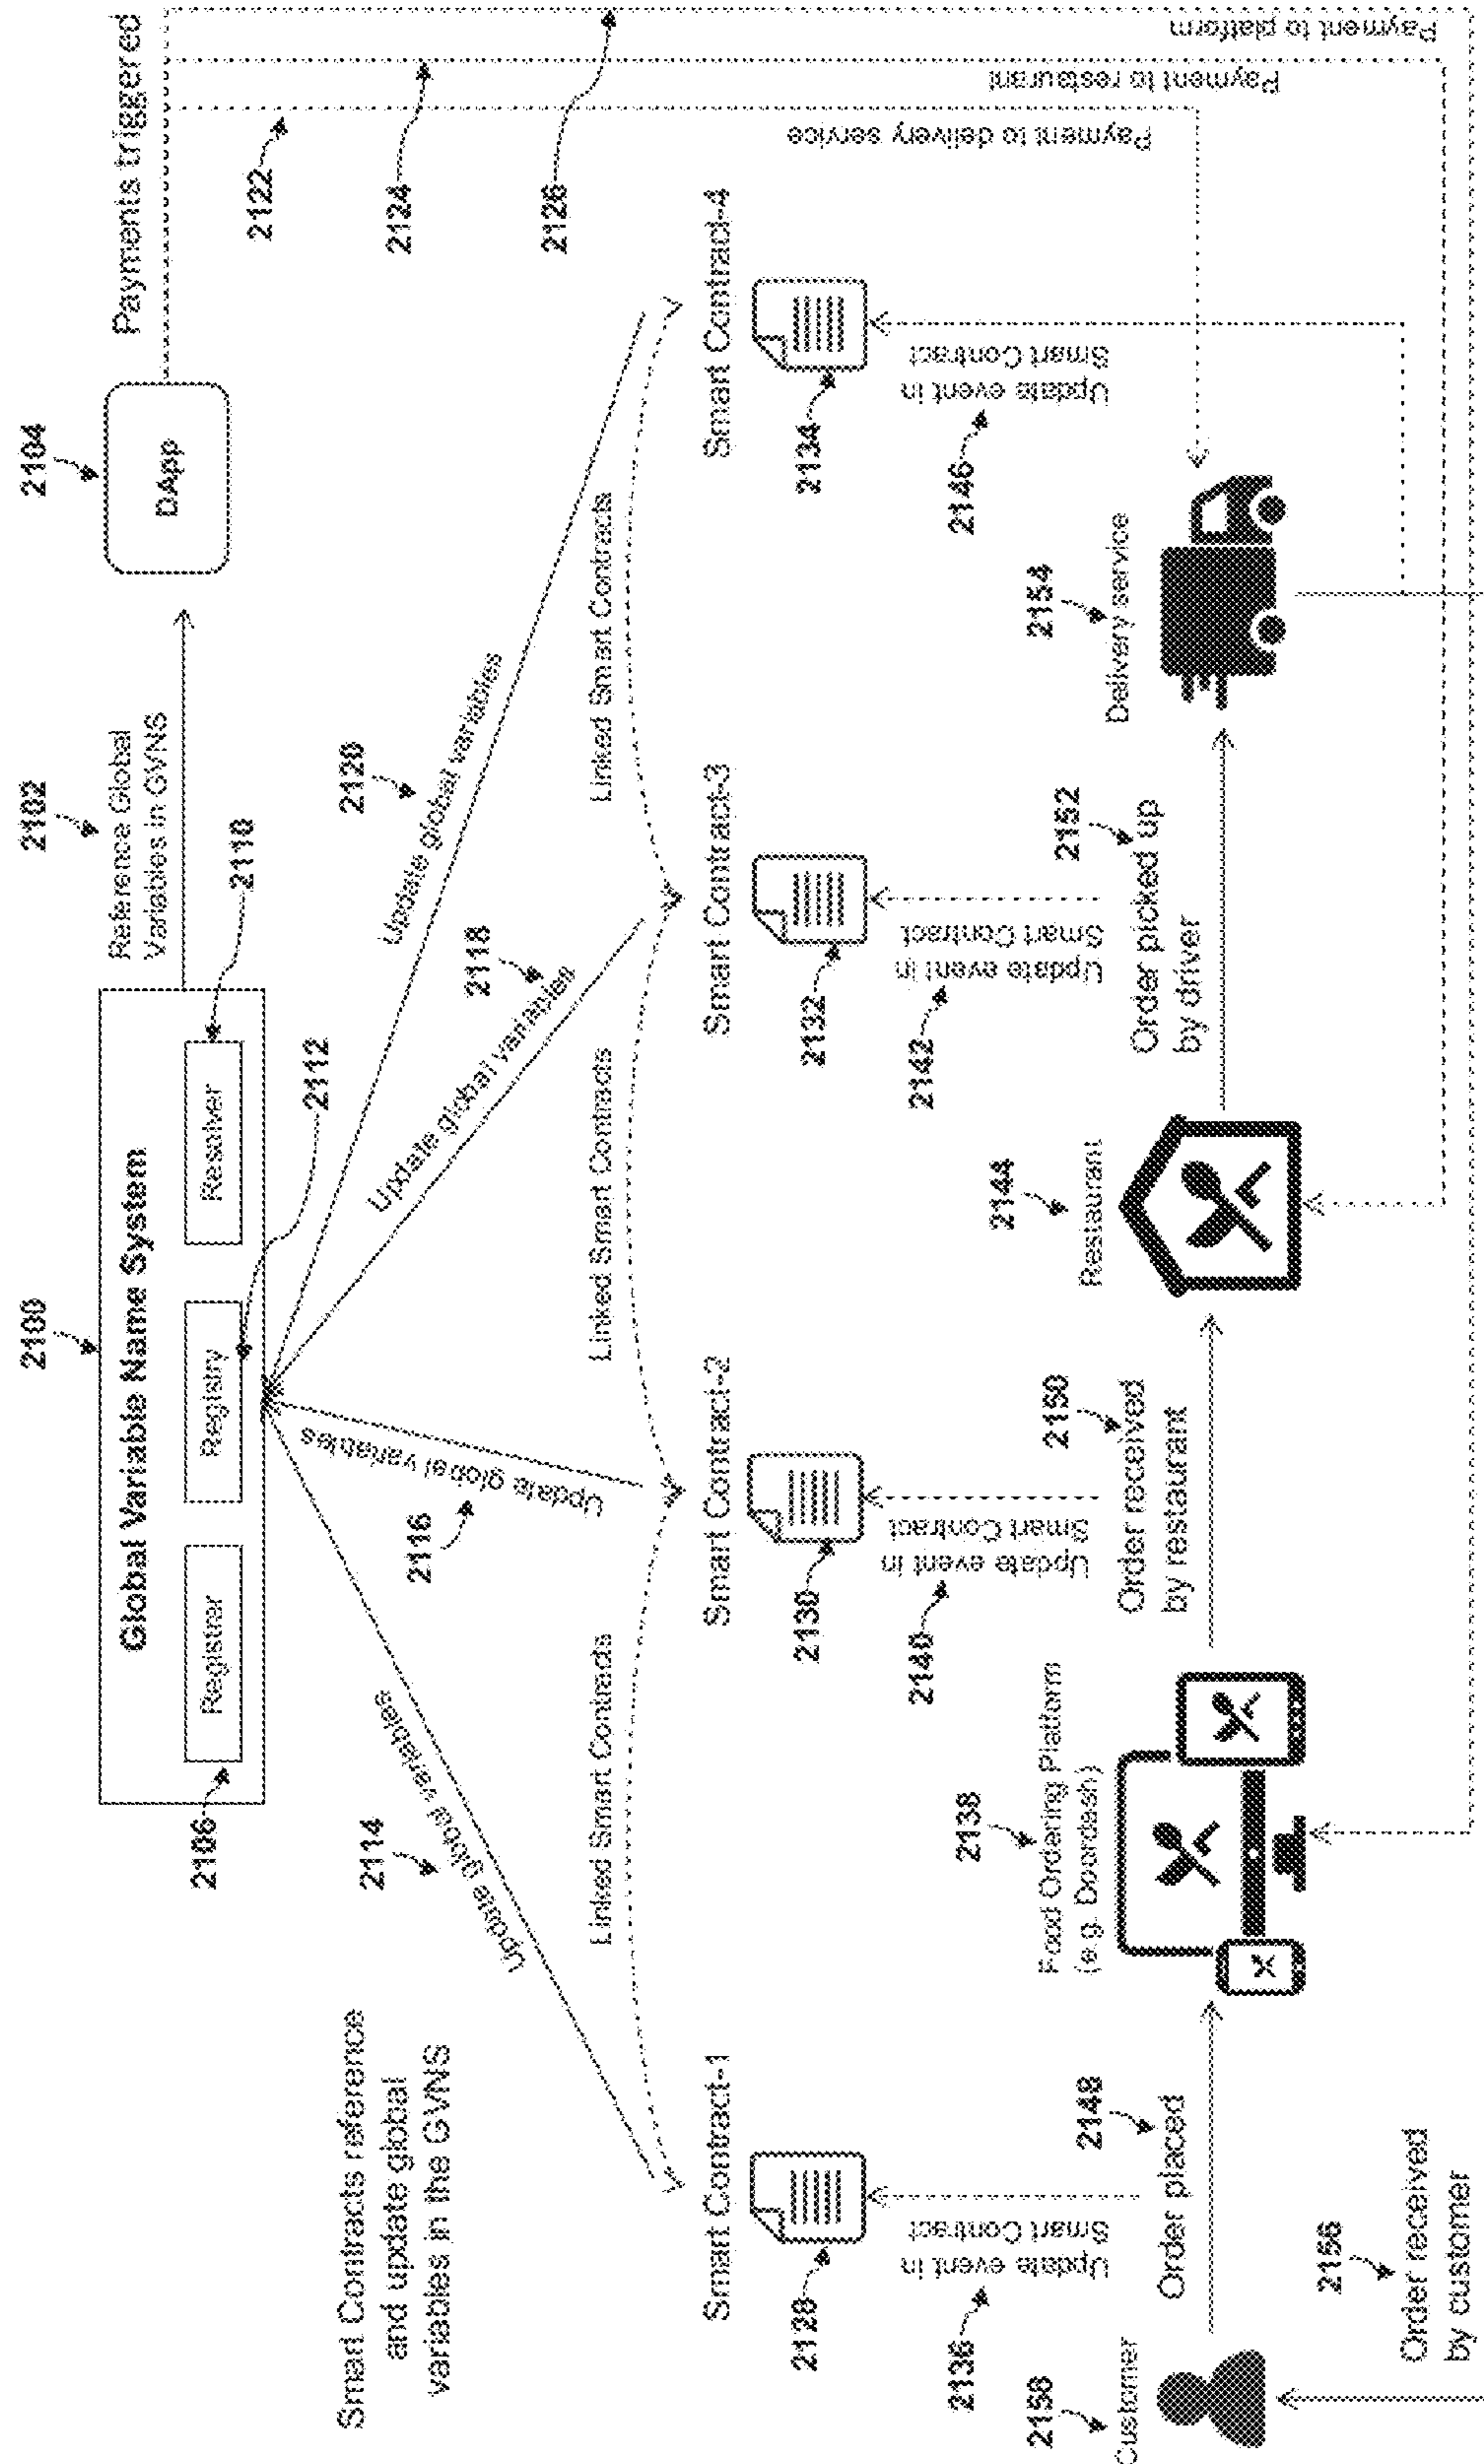 2100
2102
2104
Global Variable Name System
Registrer
Registry
Resolver
2106
2112
2110
Reference Global
Variables in GVNS
DApp
Payments triggered
Smart Contracts reference
and update global
variables in the GVNS
2114
Update global variables
2116
Update global variables
2118
Update global variables
2120
Update global variables
2122
2124
2126
Linked Smart Contracts
Linked Smart Contracts
Linked Smart Contracts
Smart Contract-1
Smart Contract-2
Smart Contract-3
Smart Contract-4
2128
2130
2132
2134
2136
Update event in
Smart Contract
2140
Update event in
Smart Contract
2142
Update event in
Smart Contract
2146
Update event in
Smart Contract
Payment to delivery service
Payment to restaurant
Payment to platform
2158
Customer
2148
Order placed
2138
Food Ordering Platform
(e.g. Doordash)
2150
Order received
by restaurant
2144
Restaurant
2152
Order picked up
by driver
2154
Delivery service
2156
Order received
by customer